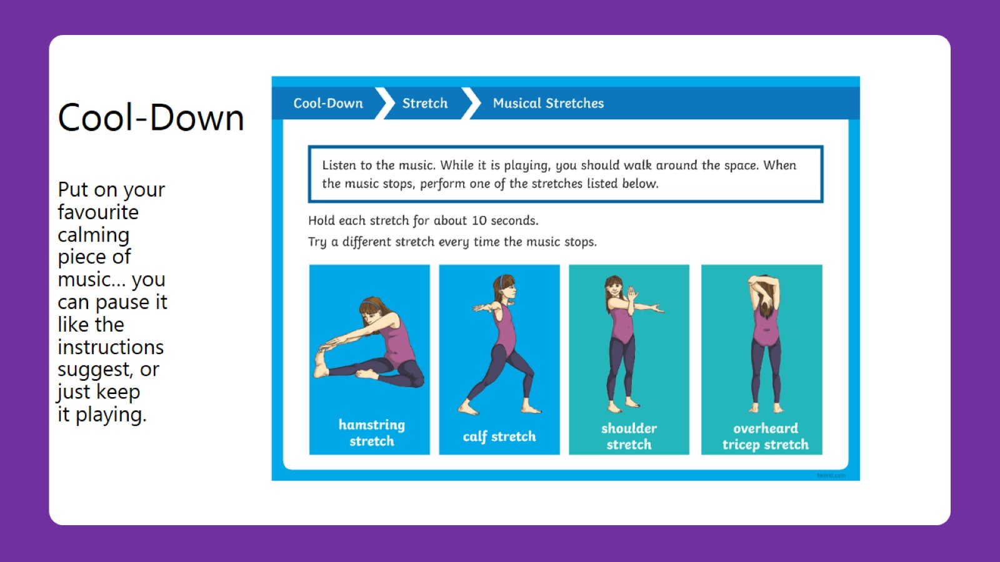 Cool-Down
Put on your
favourite
calming
piece of
music... you
can pause it
like the
instructions
suggest, or
just keep
it playing.
Cool-Down Stretch Musical Stretches
Listen to the music. While it is playing, you should walk around the space. When
the music stops, perform one of the stretches listed below.
Hold each stretch for about 10 seconds.
Try a different stretch every time the music stops.
hamstring
stretch
calf stretch
shoulder
stretch
overheard
tricep stretch
twinkl.com